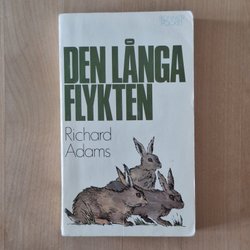 DEN LÅNGA
FLYKTEN
Richard
Adams